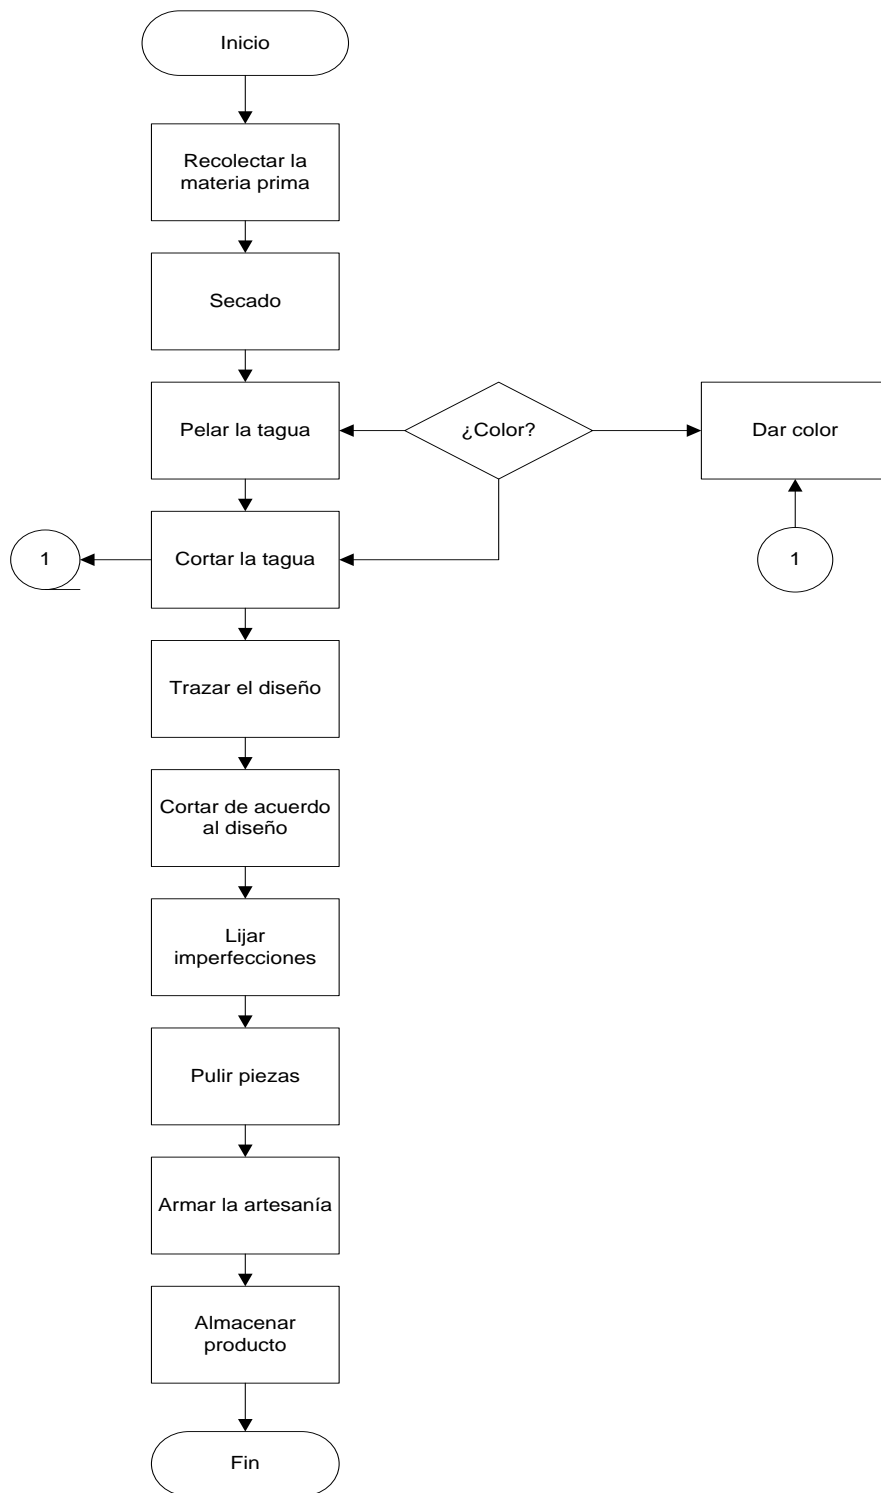 Inicio
Recolectar la
materia prima
Secado
Pelar la tagua
¿Color?
Dar color
1
Cortar la tagua
1
Trazar el diseño
Cortar de acuerdo
al diseño
Lijar
imperfecciones
Pulir piezas
Armar la artesanía
Almacenar
producto
Fin